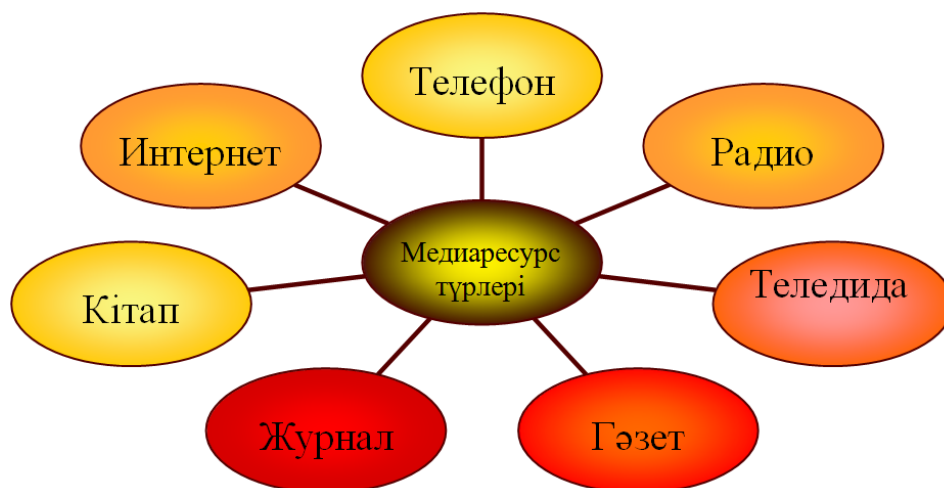 Телефон
Интернет
Радио
Медиаресурс
түрлері
Кітап
Теледида
Журнал
Гәзет